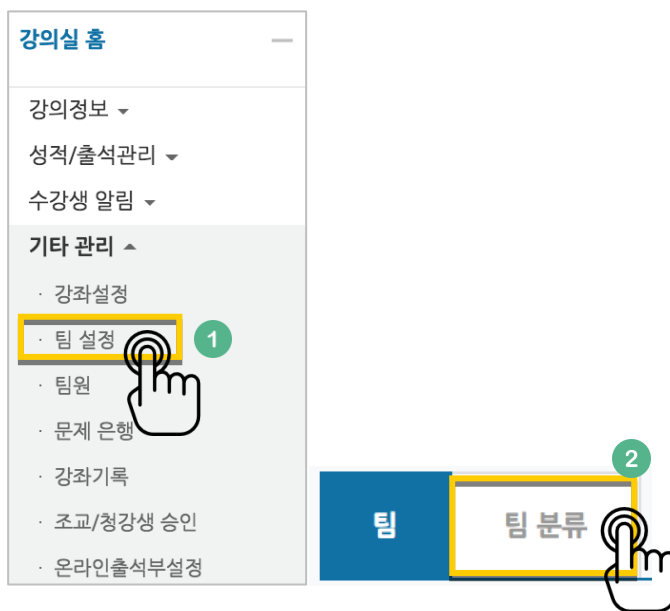 강의실 홈
강의정보
성적/출석관리
수강생 알림
기타 관리
· 강좌설정
· 팀 설정
1
· 팀원
· 문제 은행
· 강좌기록
· 조교/청강생 승인
· 온라인출석부설정
2
팀
팀 분류